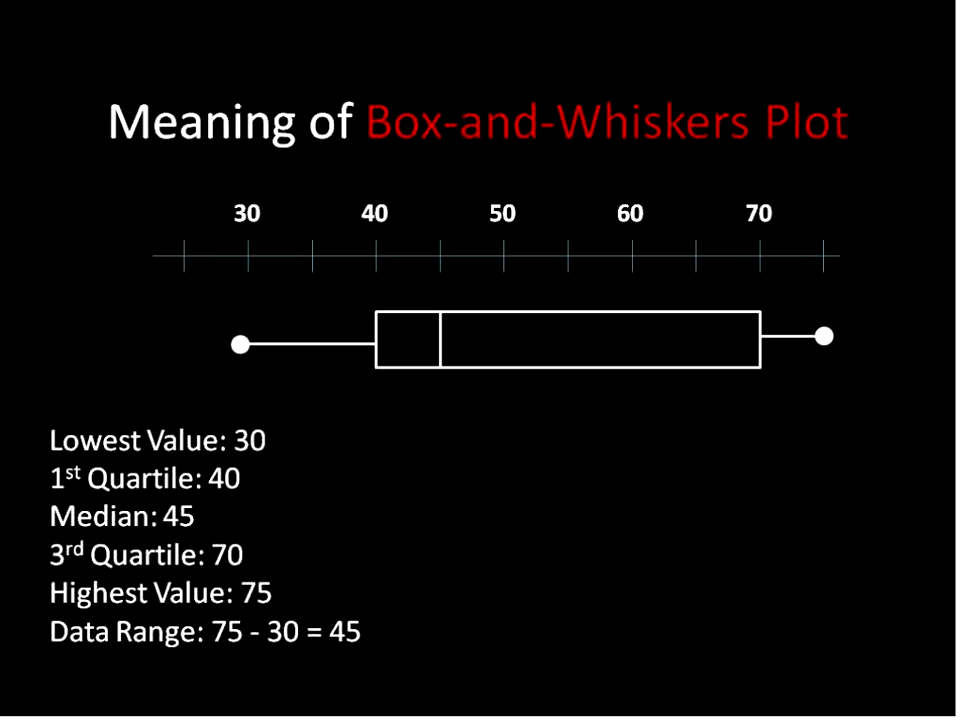 Meaning of Box-and-Whiskers Plot
30 40 50 60 70
Lowest Value: 30
1st Quartile: 40
Median: 45
3rd Quartile: 70
Highest Value: 75
Data Range: 75 - 30 = 45